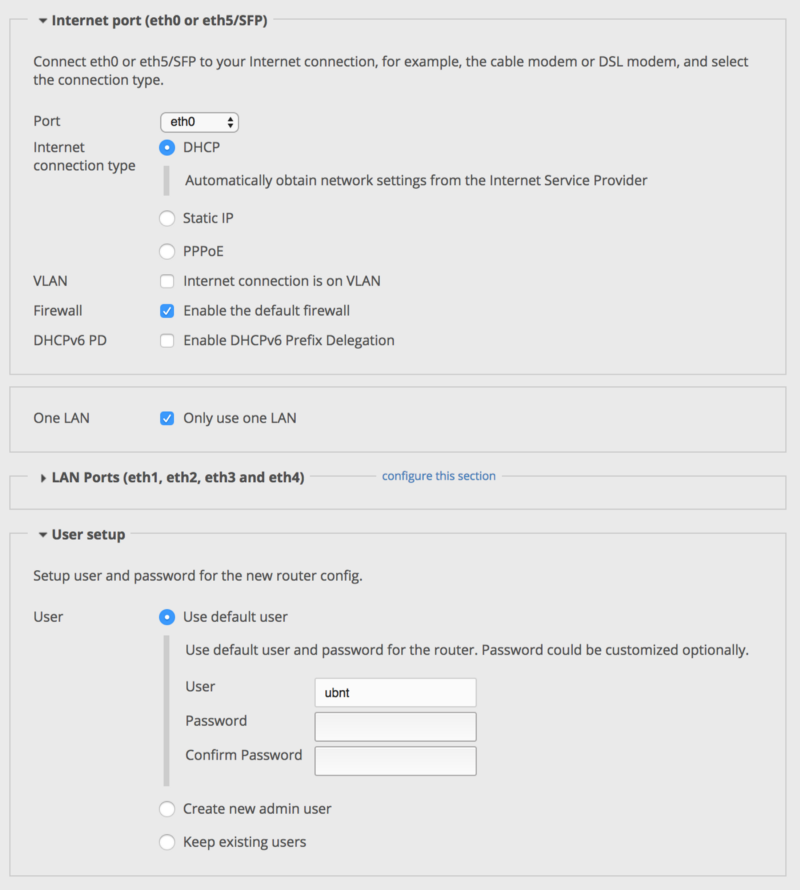 Internet port (eth0 or eth5/SFP)
Connect eth0 or eth5/SFP to your Internet connection, for example, the cable modem or DSL modem, and select
the connection type.
Port
eth0
Internet
connection type
DHCP
Automatically obtain network settings from the Internet Service Provider
Static IP
PPPoE
VLAN
Internet connection is on VLAN
Firewall
Enable the default firewall
DHCPv6 PD
Enable DHCPv6 Prefix Delegation
One LAN
Only use one LAN
LAN Ports (eth1, eth2, eth3 and eth4)
configure this section
User setup
Setup user and password for the new router config.
User
Use default user
Use default user and password for the router. Password could be customized optionally.
User
ubnt
Password
Confirm Password
Create new admin user
Keep existing users